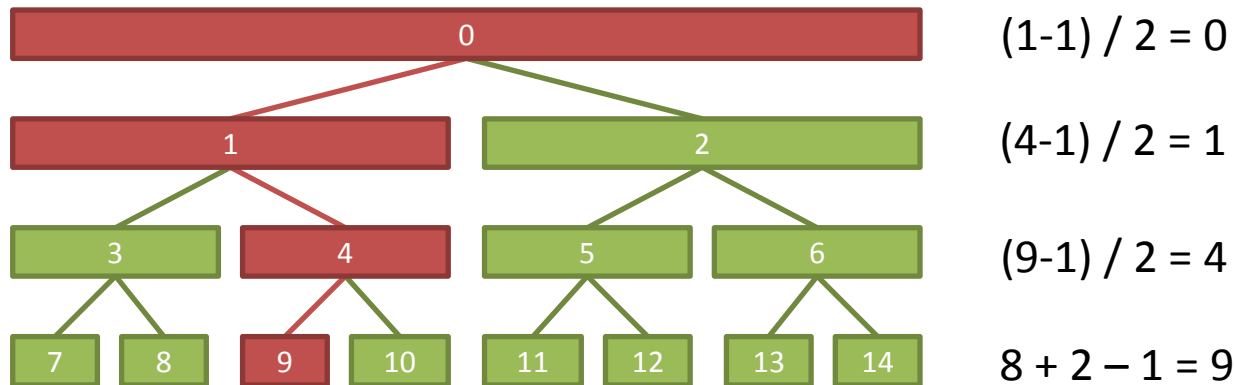 0
(1-1) / 2 = 0
1 2
(4-1) / 2 = 1
3 4 5 6
(9-1) / 2 = 4
7 8 9 10 11 12 13 14
8 + 2 – 1 = 9